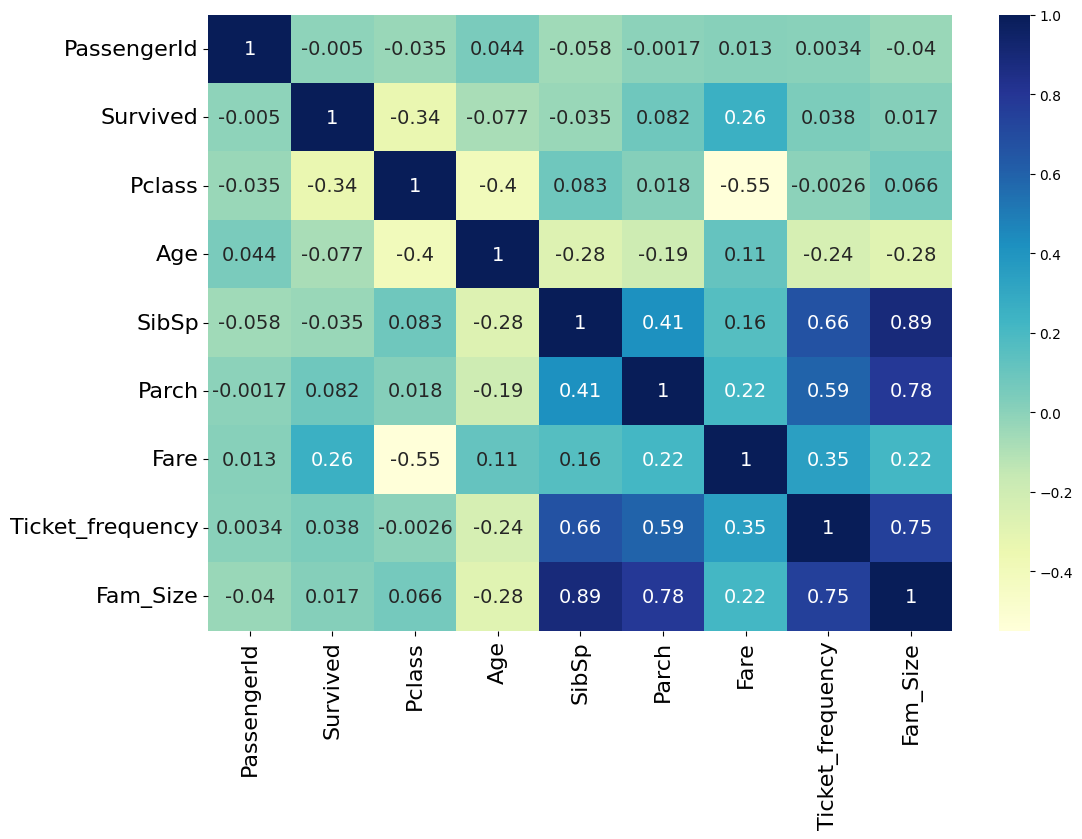 PassengerId 1 -0.005 -0.035 0.044 -0.058 -0.0017 0.013 0.0034 -0.04
Survived -0.005 1 -0.34 -0.077 -0.035 0.082 0.26 0.038 0.017
Pclass -0.035 -0.34 1 -0.4 0.083 0.018 -0.55 -0.0026 0.066
Age 0.044 -0.077 -0.4 1 -0.28 -0.19 0.11 -0.24 -0.28
SibSp -0.058 -0.035 0.083 -0.28 1 0.41 0.16 0.66 0.89
Parch -0.0017 0.082 0.018 -0.19 0.41 1 0.22 0.59 0.78
Fare 0.013 0.26 -0.55 0.11 0.16 0.22 1 0.35 0.22
Ticket_frequency 0.0034 0.038 -0.0026 -0.24 0.66 0.59 0.35 1 0.75
Fam_Size -0.04 0.017 0.066 -0.28 0.89 0.78 0.22 0.75 1
PassengerId
Survived
Pclass
Age
SibSp
Parch
Fare
Ticket_frequency
Fam_Size
1.0
0.8
0.6
0.4
0.2
0.0
−0.2
−0.4